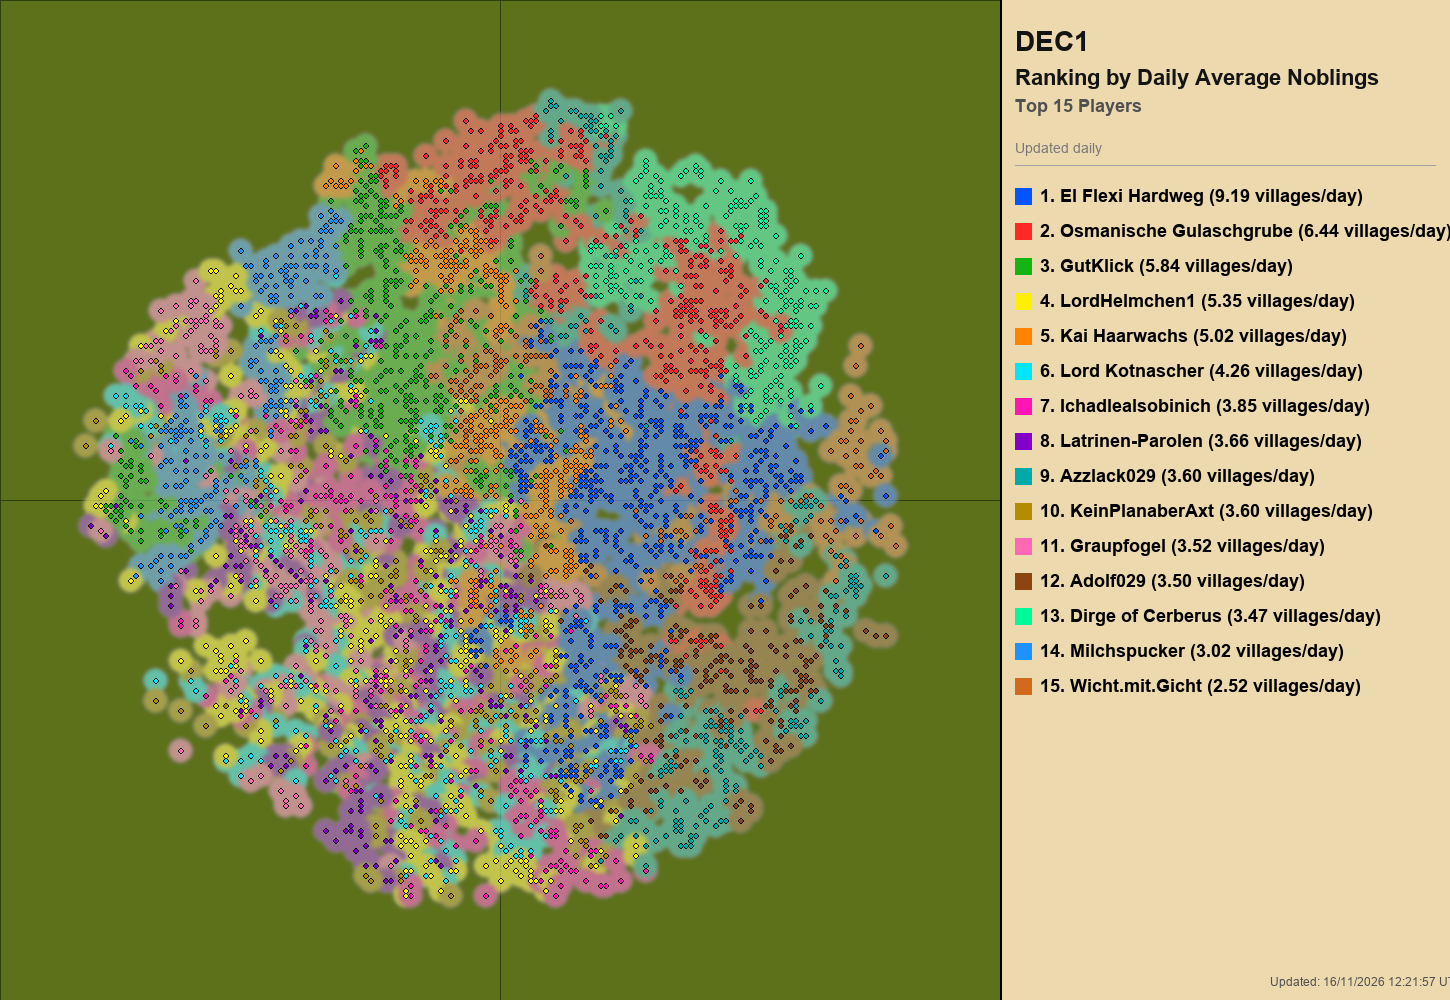 DEC1
Ranking by Daily Average Noblings
Top 15 Players
Updated daily
1. El Flexi Hardweg (9.19 villages/day)
2. Osmanische Gulaschgrube (6.44 villages/day)
3. GutKlick (5.84 villages/day)
4. LordHelmchen1 (5.35 villages/day)
5. Kai Haarwachs (5.02 villages/day)
6. Lord Kotnascher (4.26 villages/day)
7. Ichadlealsobinich (3.85 villages/day)
8. Latrinen-Parolen (3.66 villages/day)
9. Azzlack029 (3.60 villages/day)
10. KeinPlanaberAxt (3.60 villages/day)
11. Graupfogel (3.52 villages/day)
12. Adolf029 (3.50 villages/day)
13. Dirge of Cerberus (3.47 villages/day)
14. Milchspucker (3.02 villages/day)
15. Wicht.mit.Gicht (2.52 villages/day)
Updated: 16/11/2026 12:21:57